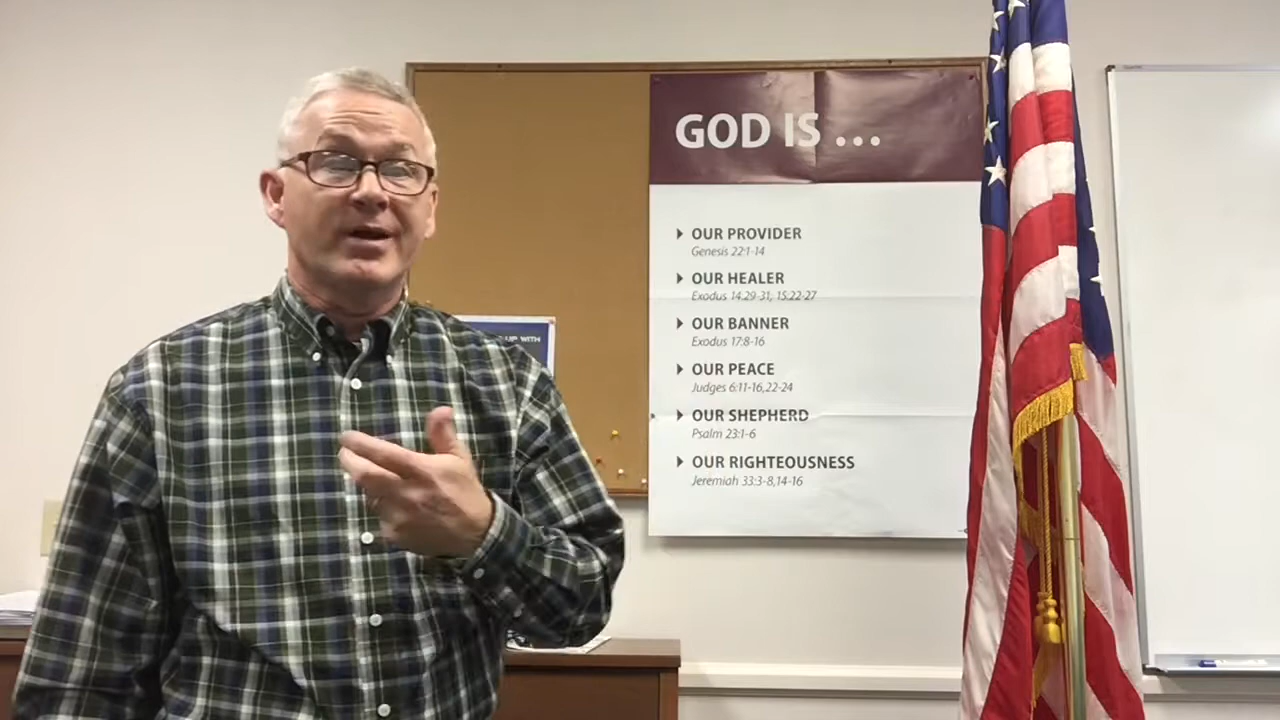 GOD IS ...
OUR PROVIDER
Genesis 22:1-14
OUR HEALER
Exodus 14:29-31, 15:22-27
OUR BANNER
Exodus 17:8-16
OUR PEACE
Judges 6:11-16,22-24
OUR SHEPHERD
Psalm 23:1-6
OUR RIGHTEOUSNESS
Jeremiah 33:3-8,14-16
UP WITH